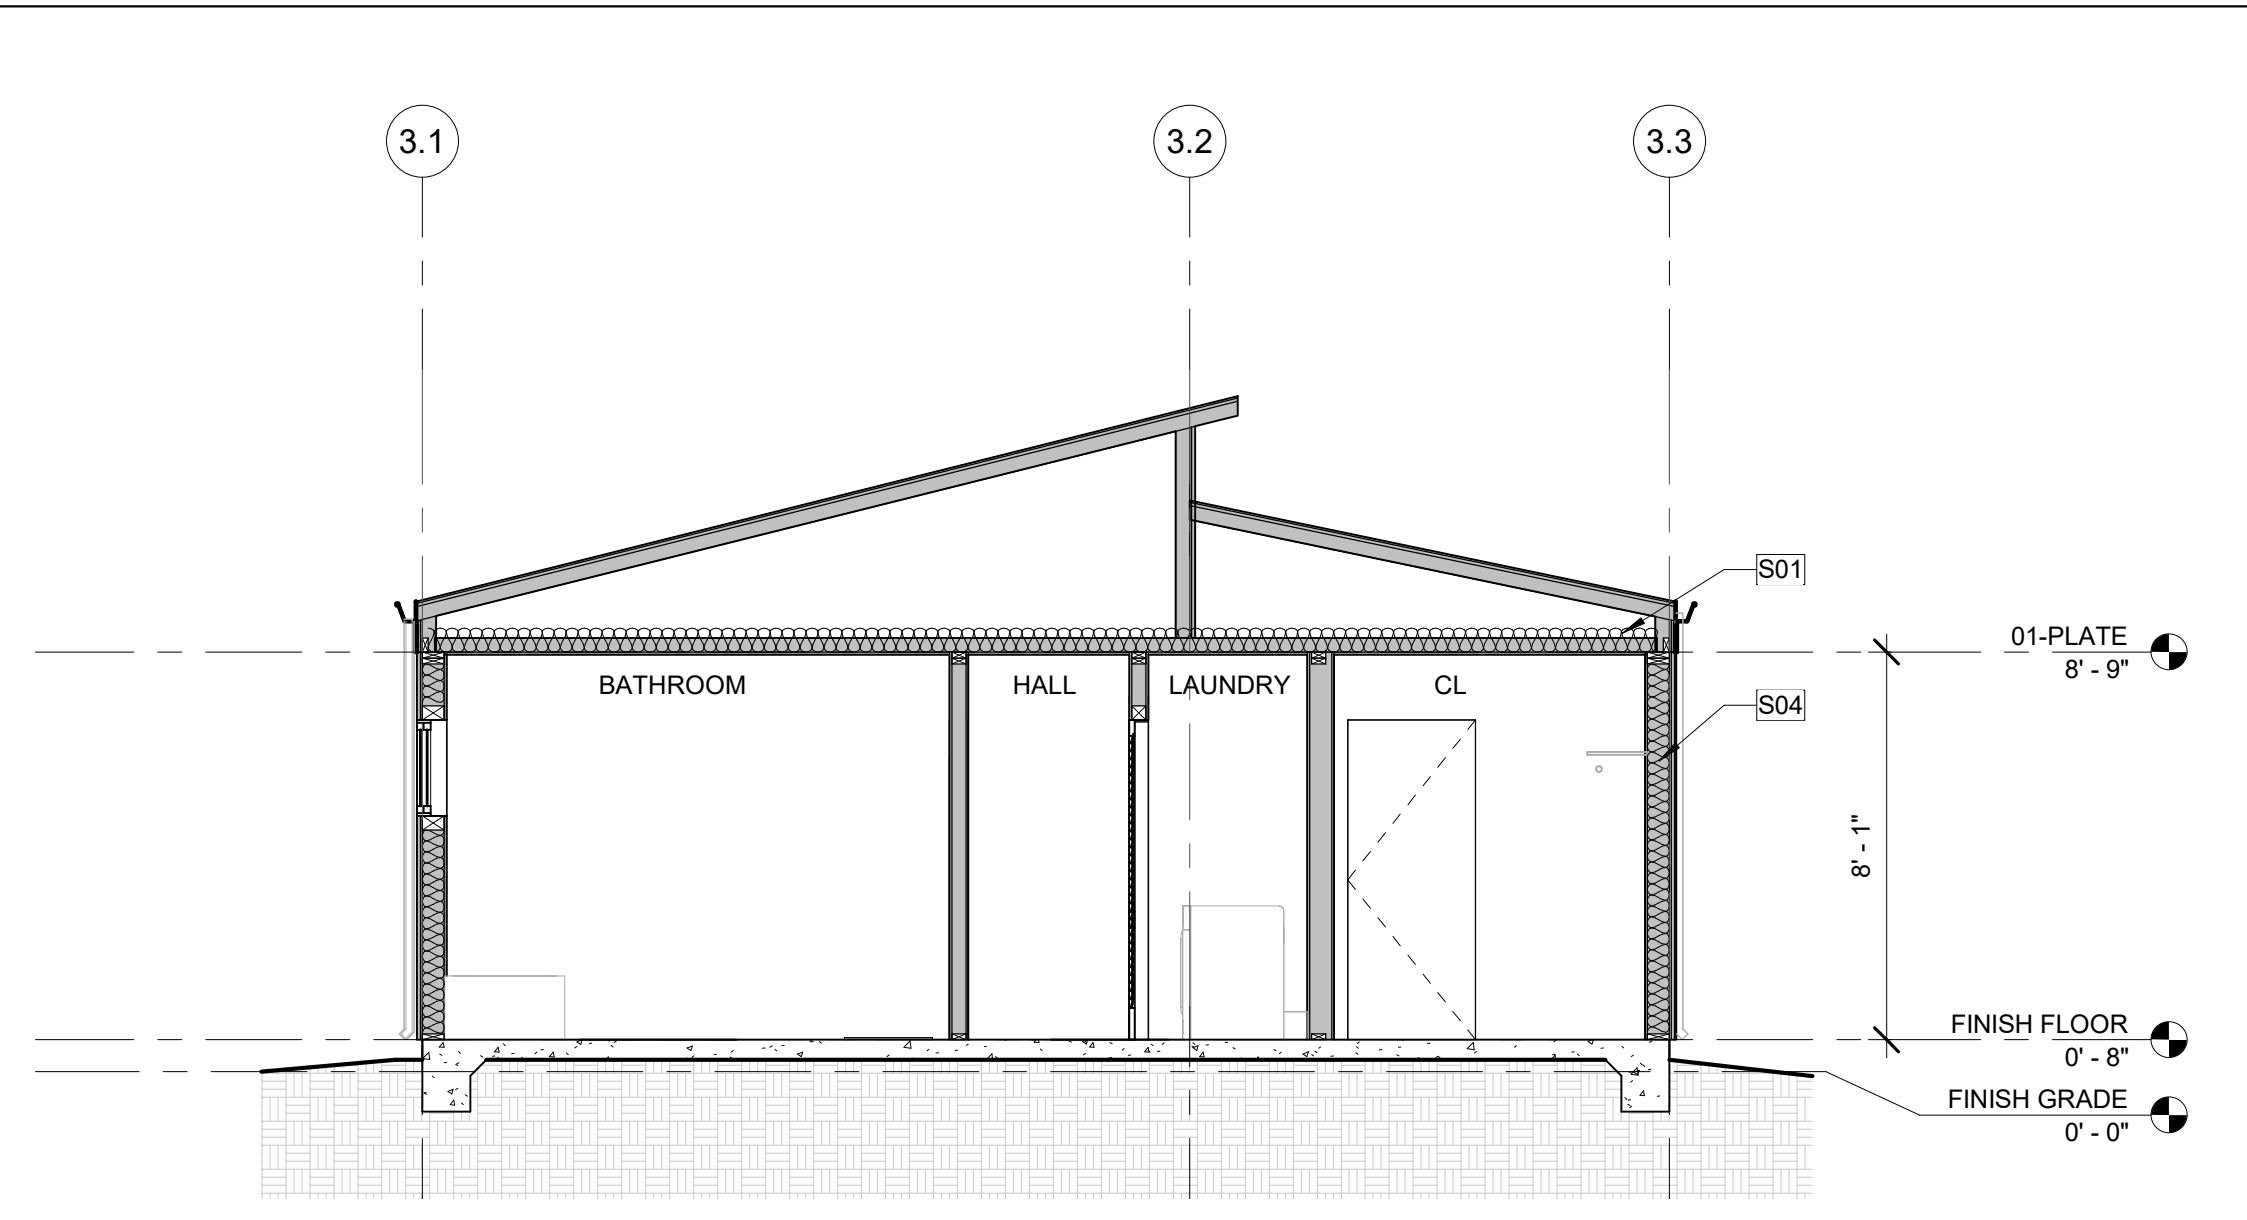 3.1
3.2
3.3
S01
01-PLATE
8' - 9"
BATHROOM
HALL
LAUNDRY
CL
S04
8' - 1"
FINISH FLOOR
0' - 8"
FINISH GRADE
0' - 0"